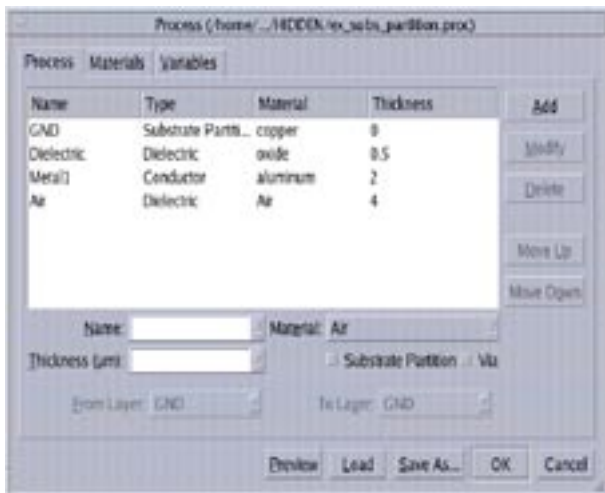 Process (/home/.../HIDDEN/ex_subs_partition.proc)
Process Materials Variables
Name Type Material Thickness
GND Substrate Partiti... copper 0
Dielectric Dielectric oxide 0.5
Metal1 Conductor aluminum 2
Air Dielectric Air 4
Add
Modify
Delete
Move Up
Move Down
Name: Material: Air
Thickness (um): Substrate Partition Via
From Layer: GND To Layer: GND
Preview Load Save As... OK Cancel